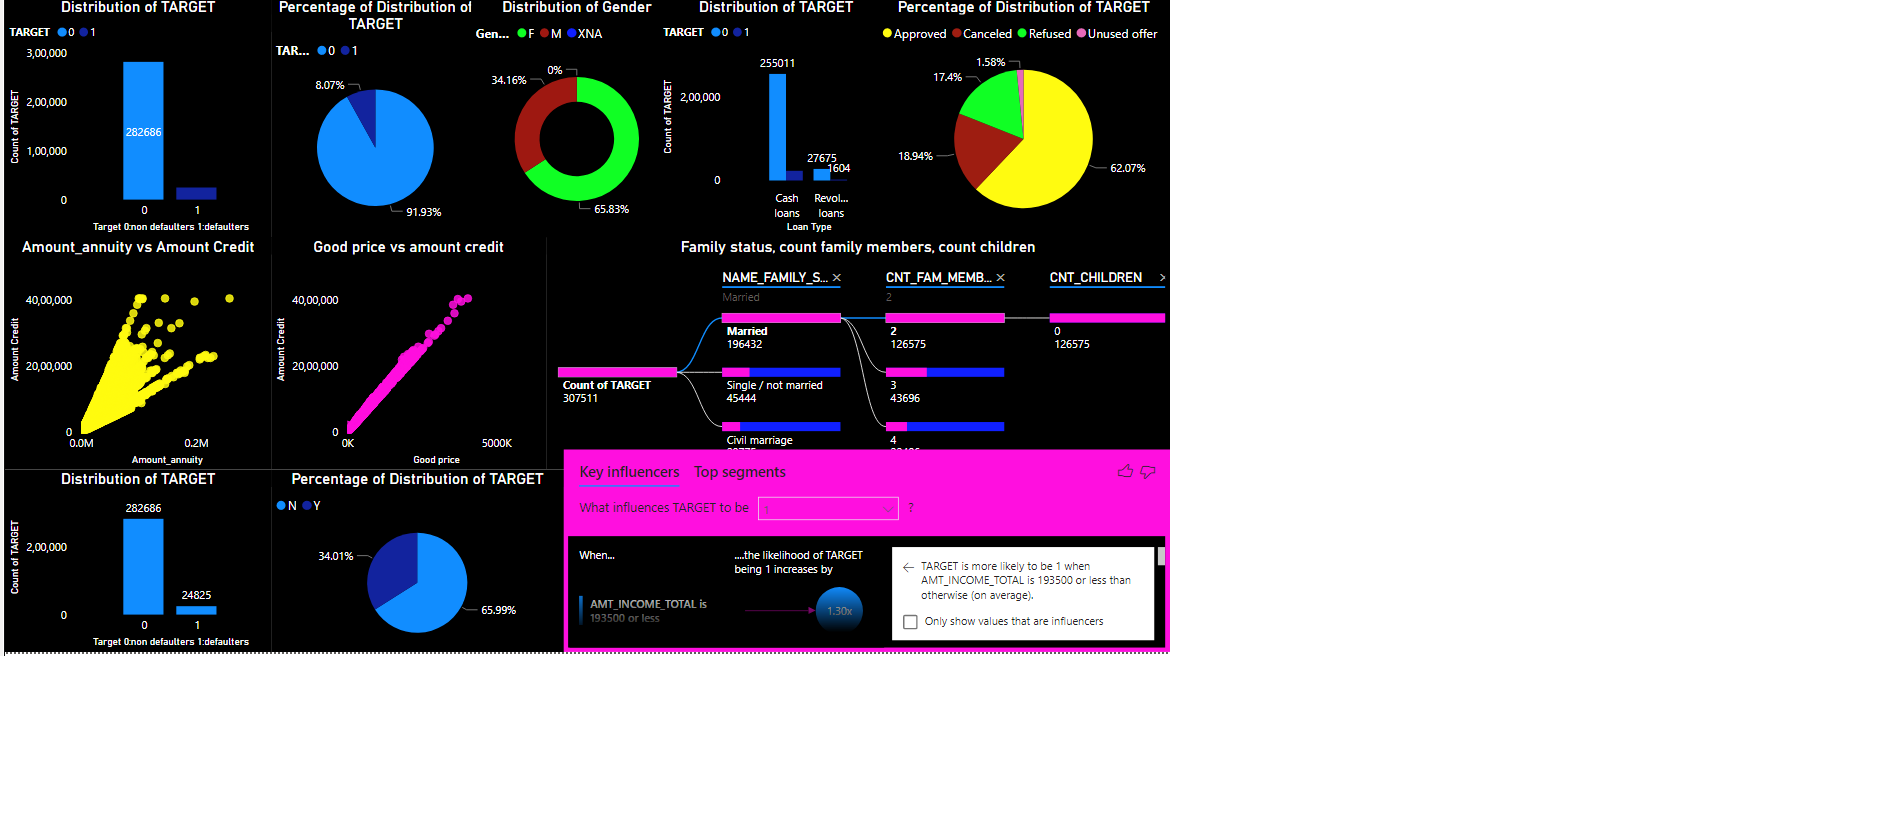 Distribution of TARGET
TARGET 0 1
3,00,000
2,00,000
1,00,000
0
Count of TARGET
282686
0 1
Target 0:non defaulters 1:defaulters
Percentage of Distribution of
TARGET
TAR... 0 1
8.07%
91.93%
Distribution of Gender
Gen... F M XNA
0%
34.16%
65.83%
Distribution of TARGET
TARGET 0 1
255011
2,00,000
27675
1604
0
Count of TARGET
Cash
loans
Revol...
loans
Loan Type
Percentage of Distribution of TARGET
Approved Canceled Refused Unused offer
1.58%
17.4%
18.94%
62.07%
Amount_annuity vs Amount Credit
40,00,000
20,00,000
0
Amount Credit
0.0M 0.2M
Amount_annuity
Good price vs amount credit
40,00,000
20,00,000
0
Amount Credit
0K 5000K
Good price
Family status, count family members, count children
NAME_FAMILY_S... ×
Married
CNT_FAM_MEMB... ×
2
CNT_CHILDREN
Count of TARGET
307511
Married
196432
Single / not married
45444
Civil marriage
2
126575
3
43696
4
0
126575
Distribution of TARGET
282686
2,00,000
24825
0
Count of TARGET
0 1
Target 0:non defaulters 1:defaulters
Percentage of Distribution of TARGET
N Y
34.01%
65.99%
Key influencers Top segments
What influences TARGET to be 1 ?
When...
....the likelihood of TARGET
being 1 increases by
AMT_INCOME_TOTAL is
193500 or less
1.30x
TARGET is more likely to be 1 when
AMT_INCOME_TOTAL is 193500 or less than
otherwise (on average).
Only show values that are influencers